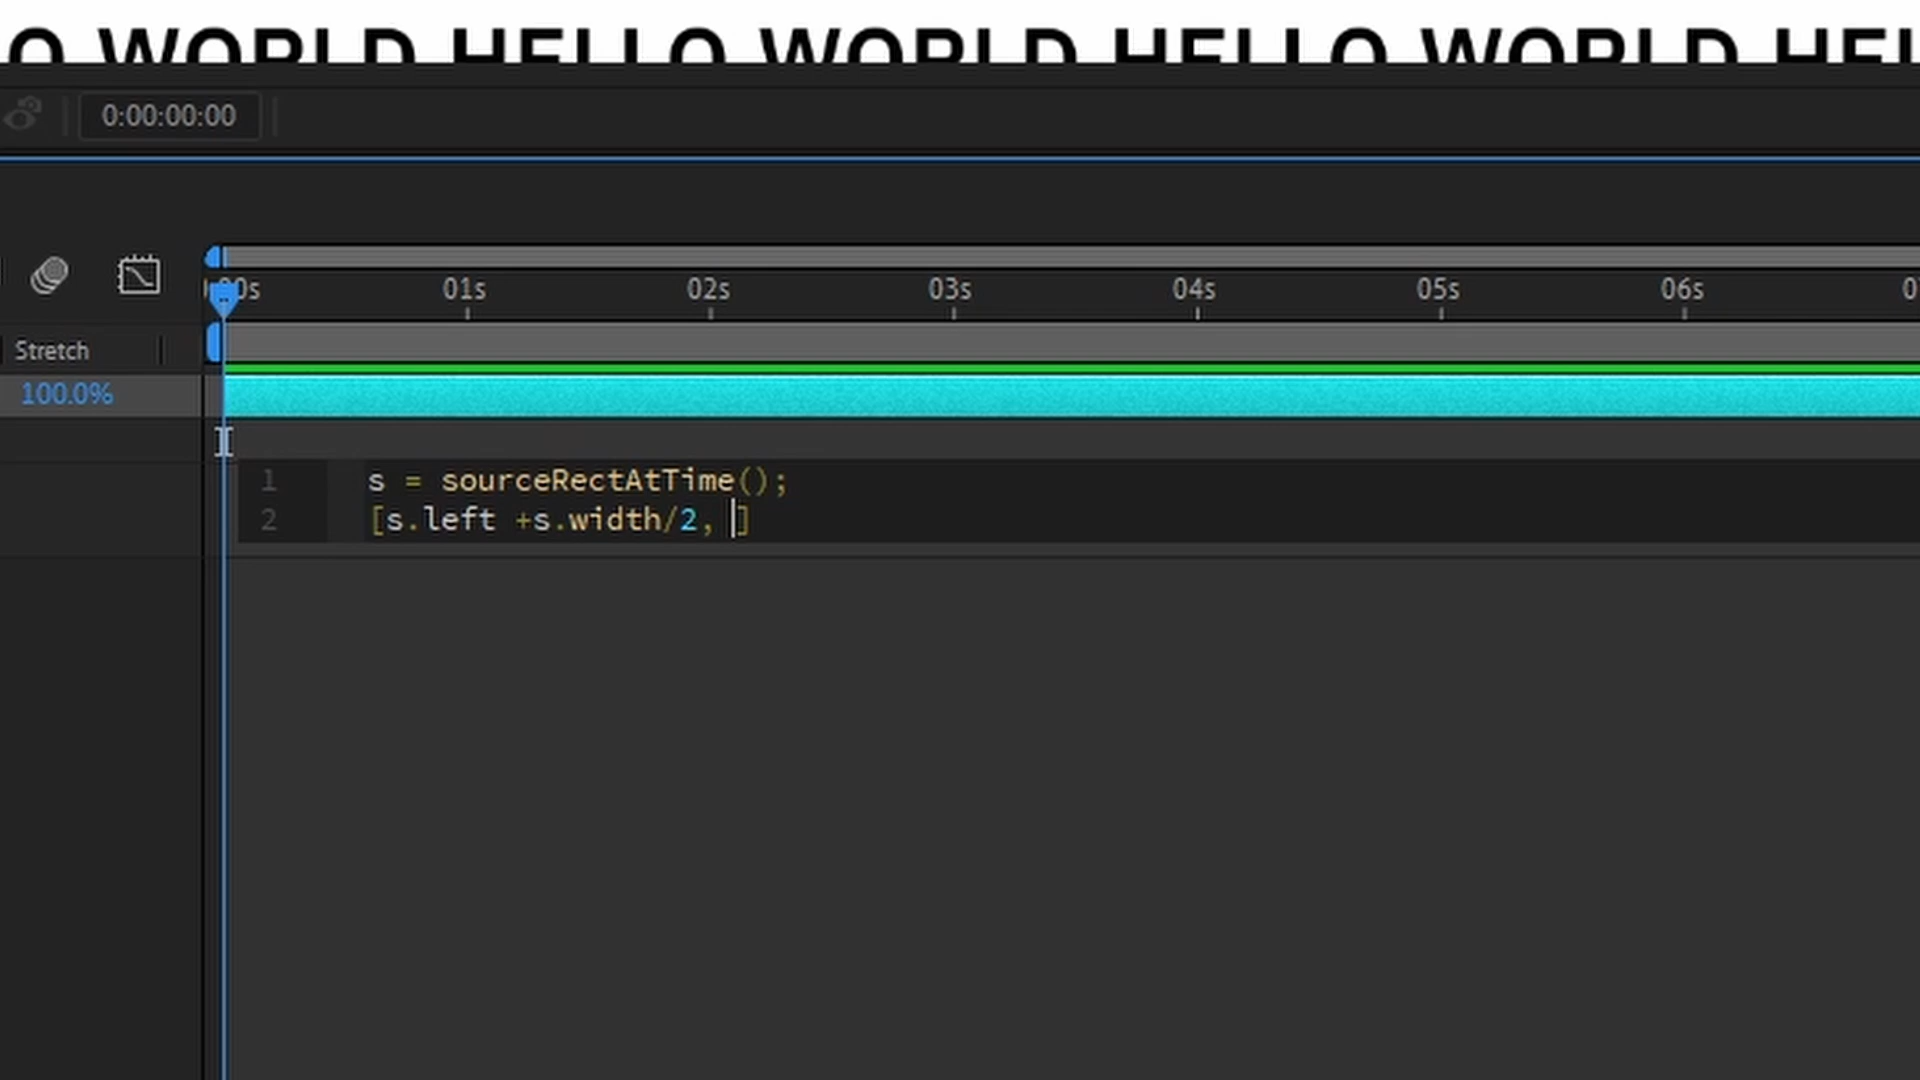 O WORLD HELLO WORLD HELLO WORLD HEL
0:00:00:00
01s 02s 03s 04s 05s 06s
Stretch
100.0%
1 s = sourceRectAtTime();
2 [s.left +s.width/2, ]